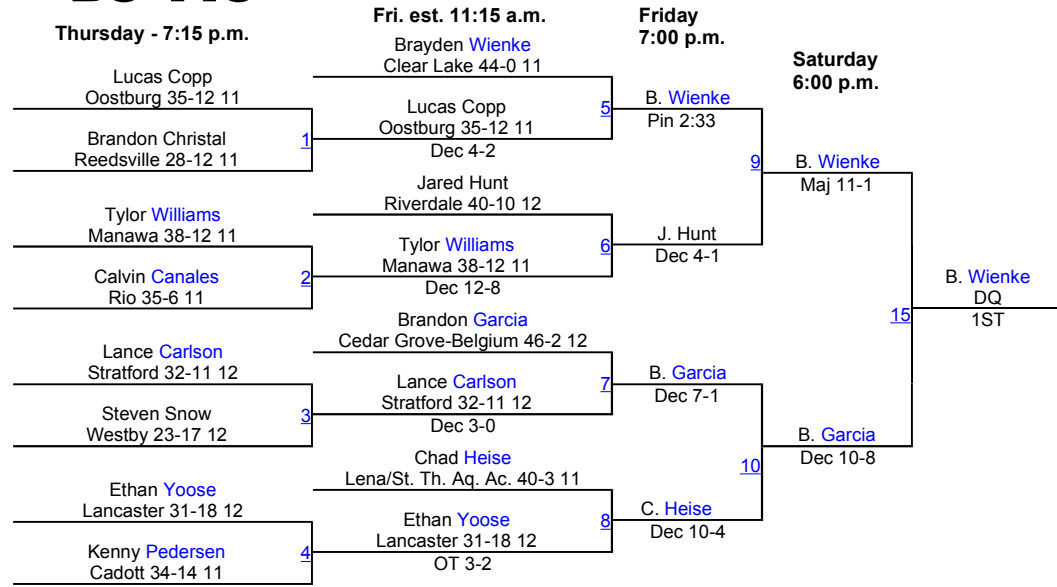 Thursday - 7:15 p.m.
Lucas Copp
Oostburg 35-12 11
Brandon Christal
Reedsville 28-12 11
1
Tylor Williams
Manawa 38-12 11
Calvin Canales
Rio 35-6 11
2
Lance Carlson
Stratford 32-11 12
Steven Snow
Westby 23-17 12
3
Ethan Yoose
Lancaster 31-18 12
Kenny Pedersen
Cadott 34-14 11
4
Fri. est. 11:15 a.m.
Brayden Wienke
Clear Lake 44-0 11
Lucas Copp
Oostburg 35-12 11
Dec 4-2
5
Jared Hunt
Riverdale 40-10 12
Tylor Williams
Manawa 38-12 11
Dec 12-8
6
Brandon Garcia
Cedar Grove-Belgium 46-2 12
Lance Carlson
Stratford 32-11 12
Dec 3-0
7
Chad Heise
Lena/St. Th. Aq. Ac. 40-3 11
Ethan Yoose
Lancaster 31-18 12
OT 3-2
8
Friday
7:00 p.m.
B. Wienke
Pin 2:33
J. Hunt
Dec 4-1
9
B. Garcia
Dec 7-1
C. Heise
Dec 10-4
10
Saturday
6:00 p.m.
B. Wienke
Maj 11-1
B. Garcia
Dec 10-8
15
B. Wienke
DQ
1ST